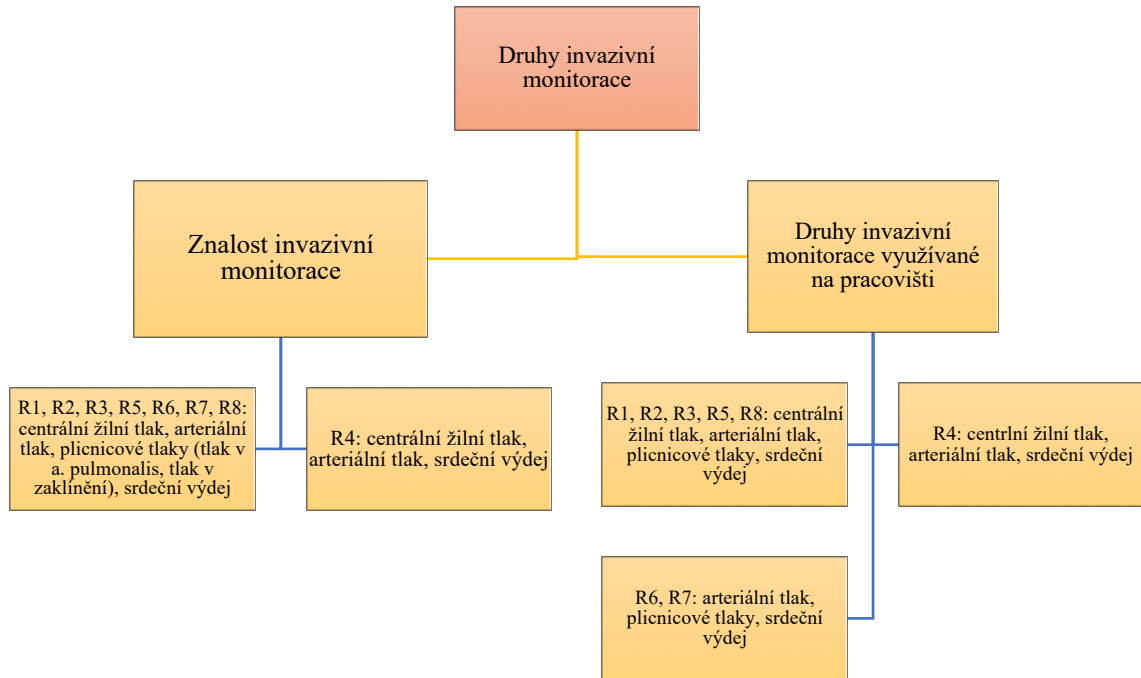 Druhy invazivní
monitorace
Znalost invazivní
monitorace
Druhy invazivní
monitorace využívané
na pracovišti
R1, R2, R3, R5, R6, R7, R8:
centrální žilní tlak, arteriální
tlak, plicnicové tlaky (tlak v
a. pulmonalis, tlak v
zaklínění), srdeční výdej
R4: centrální žilní tlak,
arteriální tlak, srdeční výdej
R1, R2, R3, R5, R8: centrální
žilní tlak, arteriální tlak,
plicnicové tlaky, srdeční
výdej
R4: centrlní žilní tlak,
arteriální tlak, srdeční výdej
R6, R7: arteriální tlak,
plicnicové tlaky, srdeční
výdej